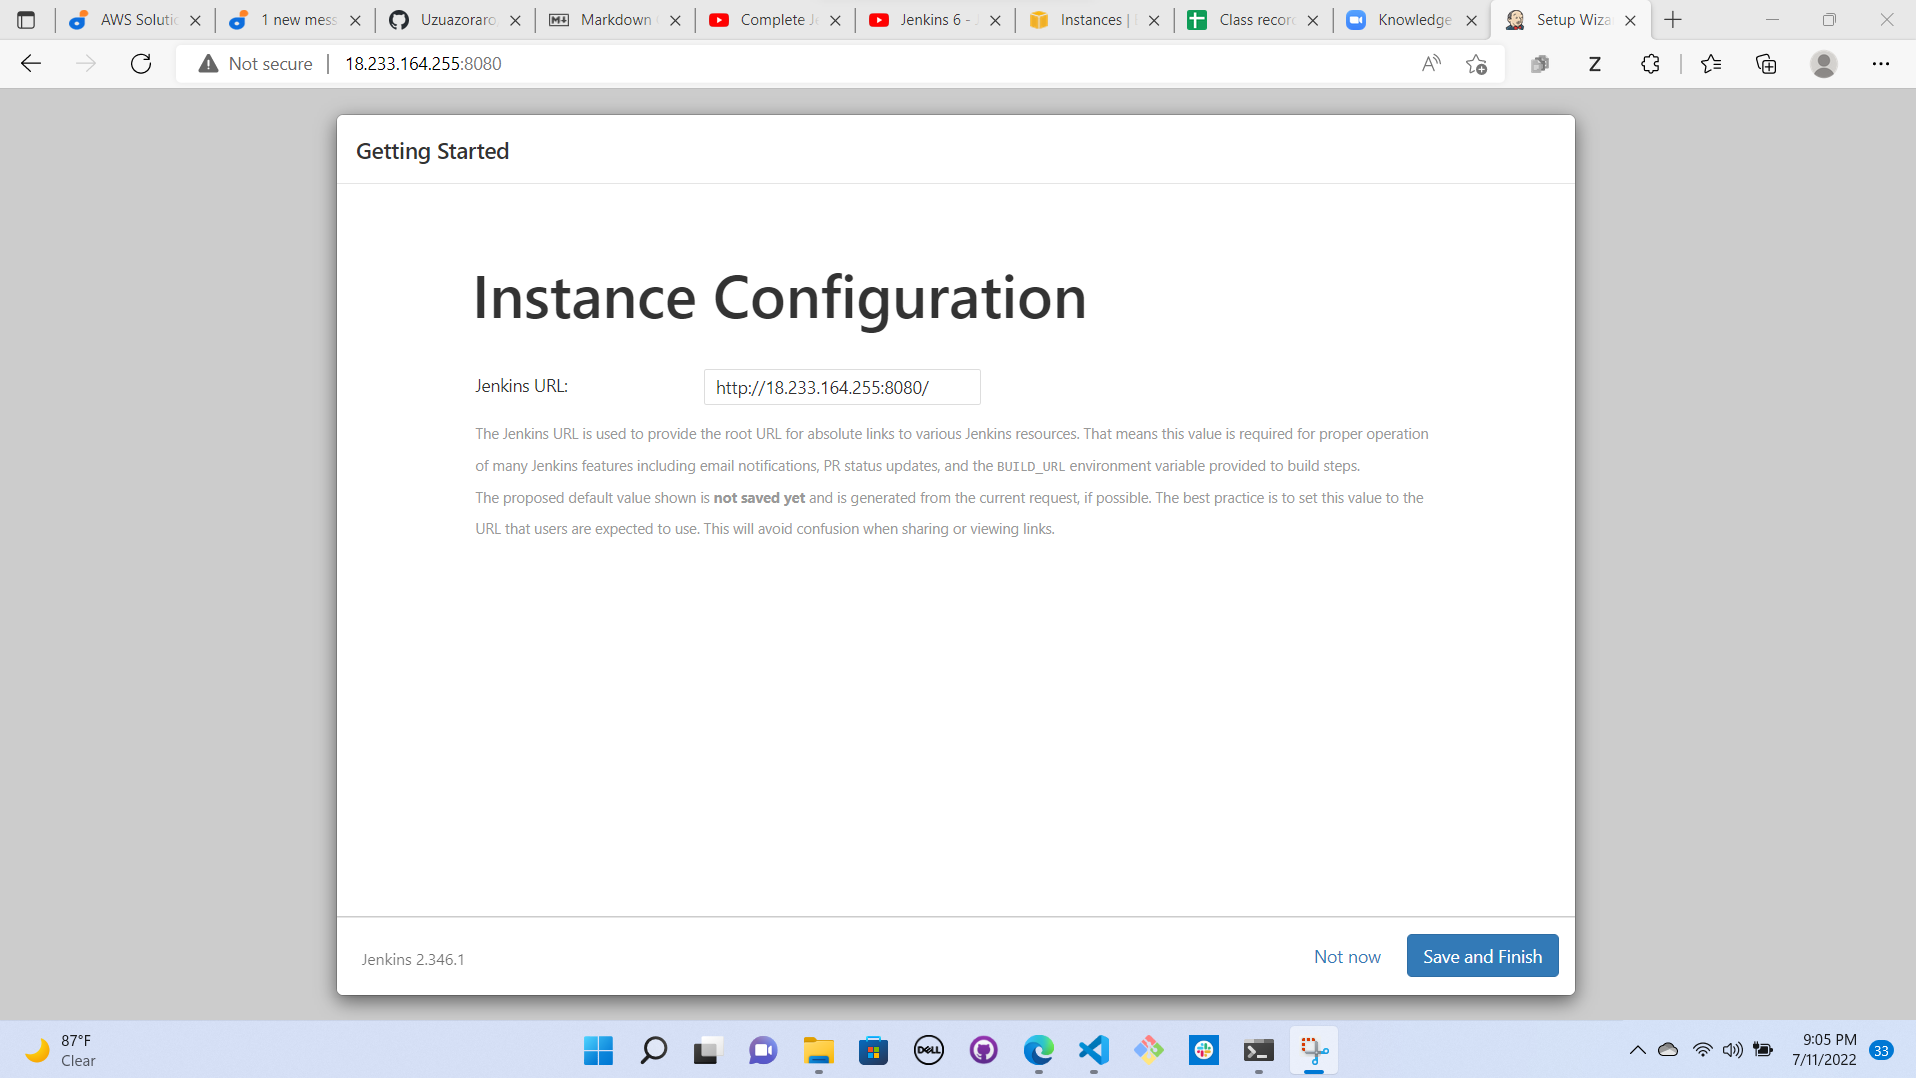 AWS Solutio
1 new mess
Uzuazoraro
Markdown
Complete Je
Jenkins 6 -
Instances |
Class recor
Knowledge
Setup Wiza
Not secure
18.233.164.255:8080
Getting Started
Instance Configuration
Jenkins URL:
http://18.233.164.255:8080/
The Jenkins URL is used to provide the root URL for absolute links to various Jenkins resources. That means this value is required for proper operation
of many Jenkins features including email notifications, PR status updates, and the BUILD_URL environment variable provided to build steps.
The proposed default value shown is not saved yet and is generated from the current request, if possible. The best practice is to set this value to the
URL that users are expected to use. This will avoid confusion when sharing or viewing links.
Jenkins 2.346.1
Not now
Save and Finish
87°F
Clear
DELL
9:05 PM
7/11/2022
33